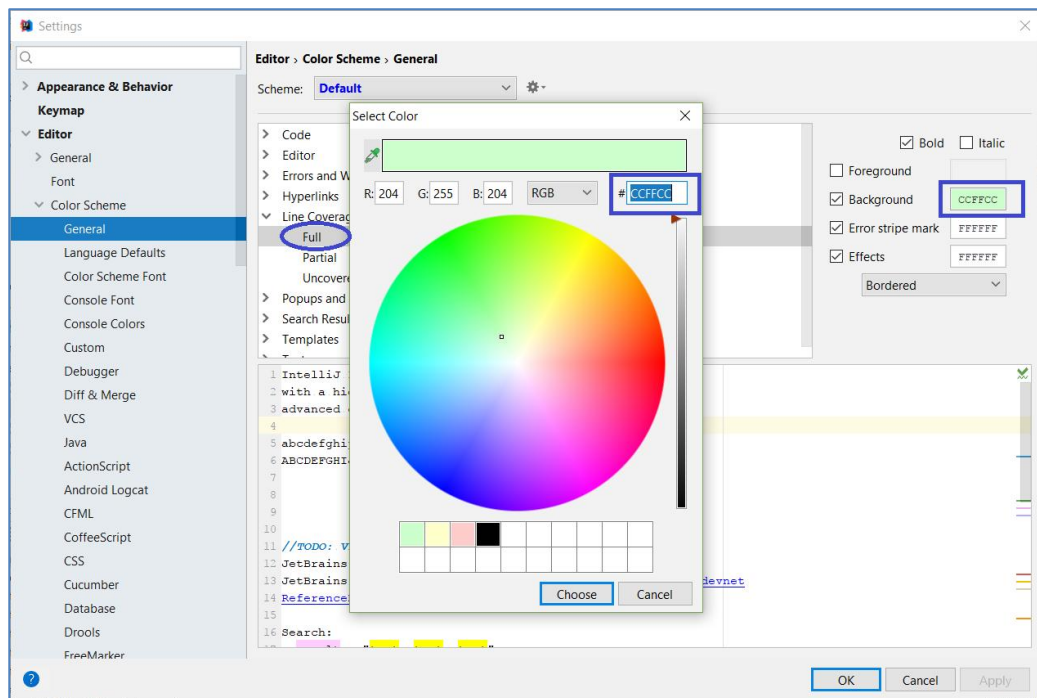 Settings
Appearance & Behavior
Keymap
Editor
General
Font
Color Scheme
General
Language Defaults
Color Scheme Font
Console Font
Console Colors
Custom
Debugger
Diff & Merge
VCS
Java
ActionScript
Android Logcat
CFML
CoffeeScript
CSS
Cucumber
Database
Drools
FreeMarker
Editor › Color Scheme › General
Scheme: Default
Code
Editor
Errors and W
Hyperlinks
Line Coverag
Full
Partial
Uncovere
Popups and
Search Resul
Templates
Select Color
R: 204 G: 255 B: 204 RGB # CCFFCC
Choose Cancel
Bold Italic
Foreground
Background CCFFCC
Error stripe mark FFFFFF
Effects FFFFFF
Bordered
1 IntelliJ
2 with a hi
3 advanced
4
5 abcdefghi
6 ABCDEFGHI
7
8
9
10
11 //TODO: V
12 JetBrains
13 JetBrains devnet
14 Reference
15
16 Search:
? OK Cancel Apply